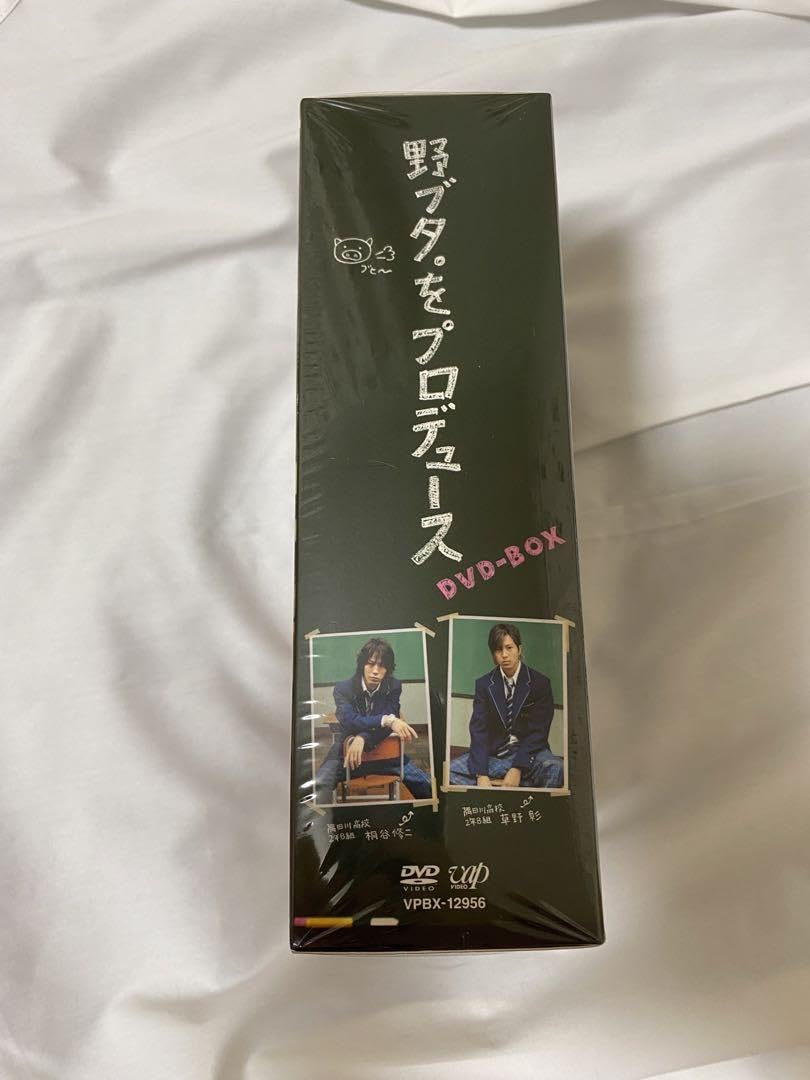 野ブタ。をプロデュース
ブヒ〜
DVD-BOX
隅田川高校
2年B組 桐谷修二
隅田川高校
2年B組 草野彰
DVD
VIDEO
vap
VIDEO
VPBX-12956